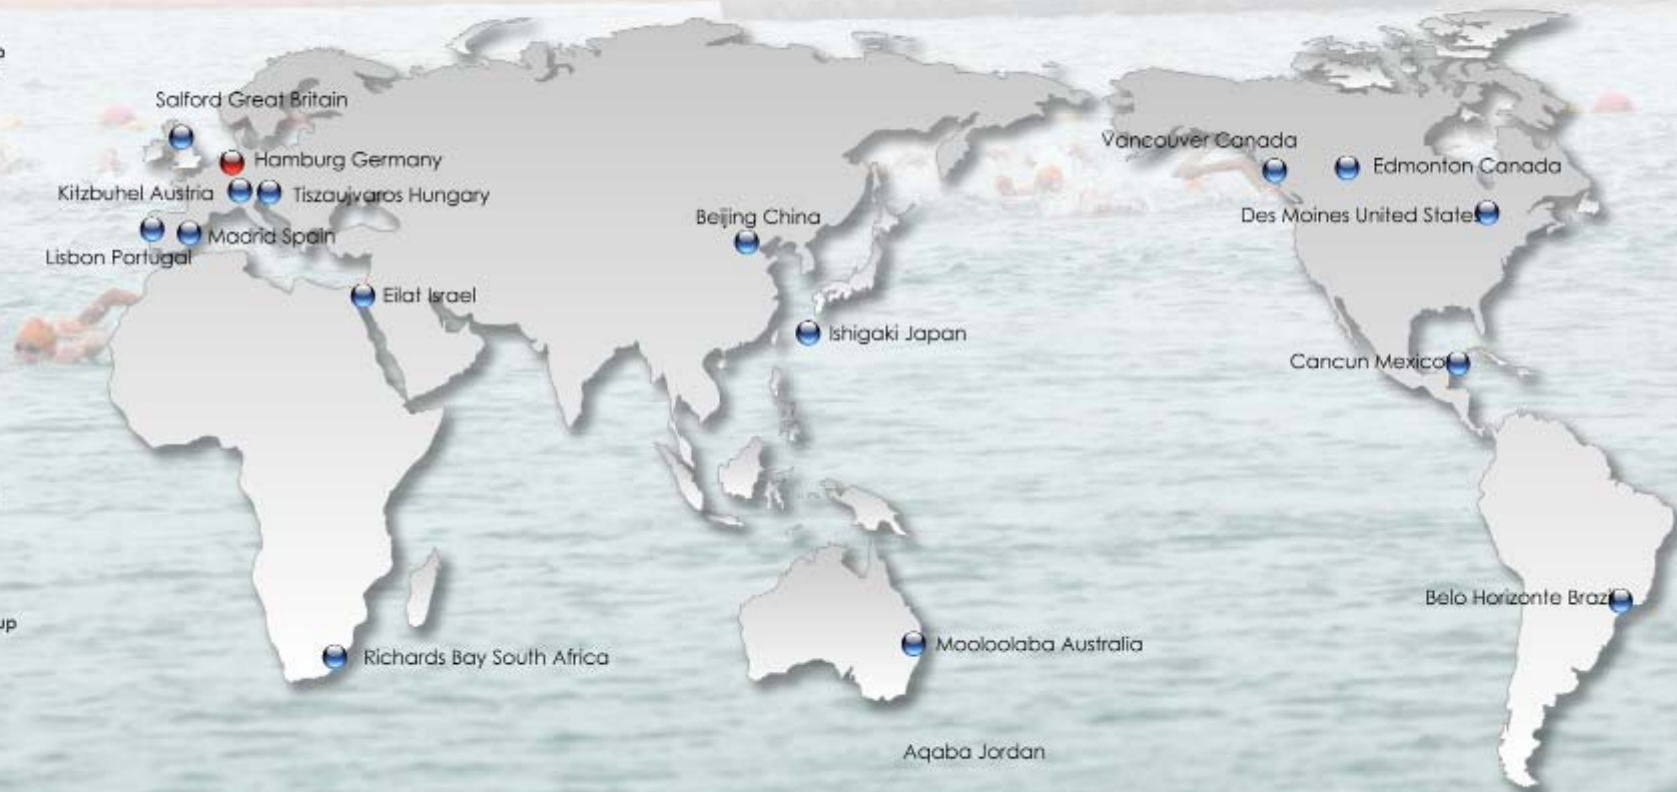 Salford Great Britain
Vancouver Canada
Hamburg Germany
Edmonton Canada
Kitzbuhel Austria
Tiszaujvaros Hungary
Des Moines United States
Beijing China
Madrid Spain
Lisbon Portugal
Eilat Israel
Ishigaki Japan
Cancun Mexico
Belo Horizonte Brazil
up
Mooloolaba Australia
Richards Bay South Africa
Aqaba Jordan